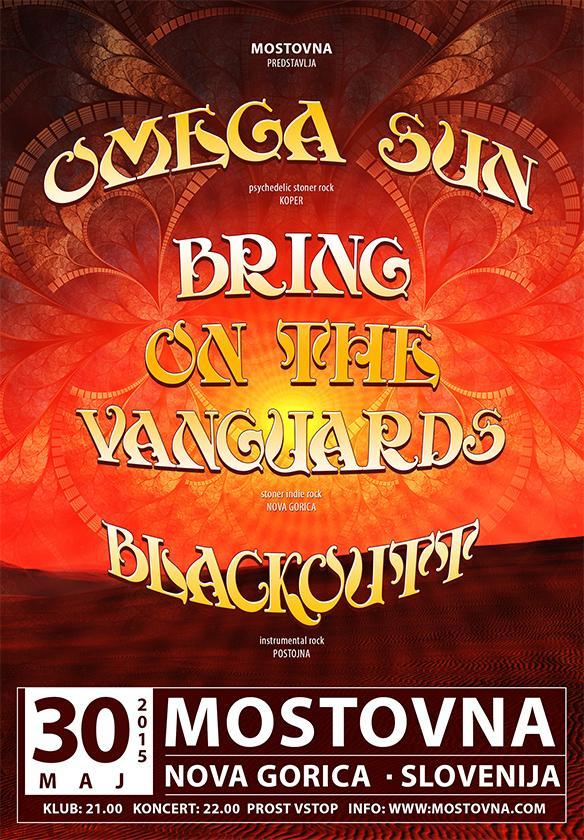 MOSTOVNA
PREDSTAVLJA
OMEGA SUN
psychedelic stoner rock
KOPER
BRING
ON THE
VANGUARDS
stoner indie rock
NOVA GORICA
BLACKOUTT
instrumental rock
POSTOJNA
30 2015
MAJ
MOSTOVNA
NOVA GORICA · SLOVENIJA
KLUB: 21.00 KONCERT: 22.00 PROST VSTOP INFO: WWW.MOSTOVNA.COM